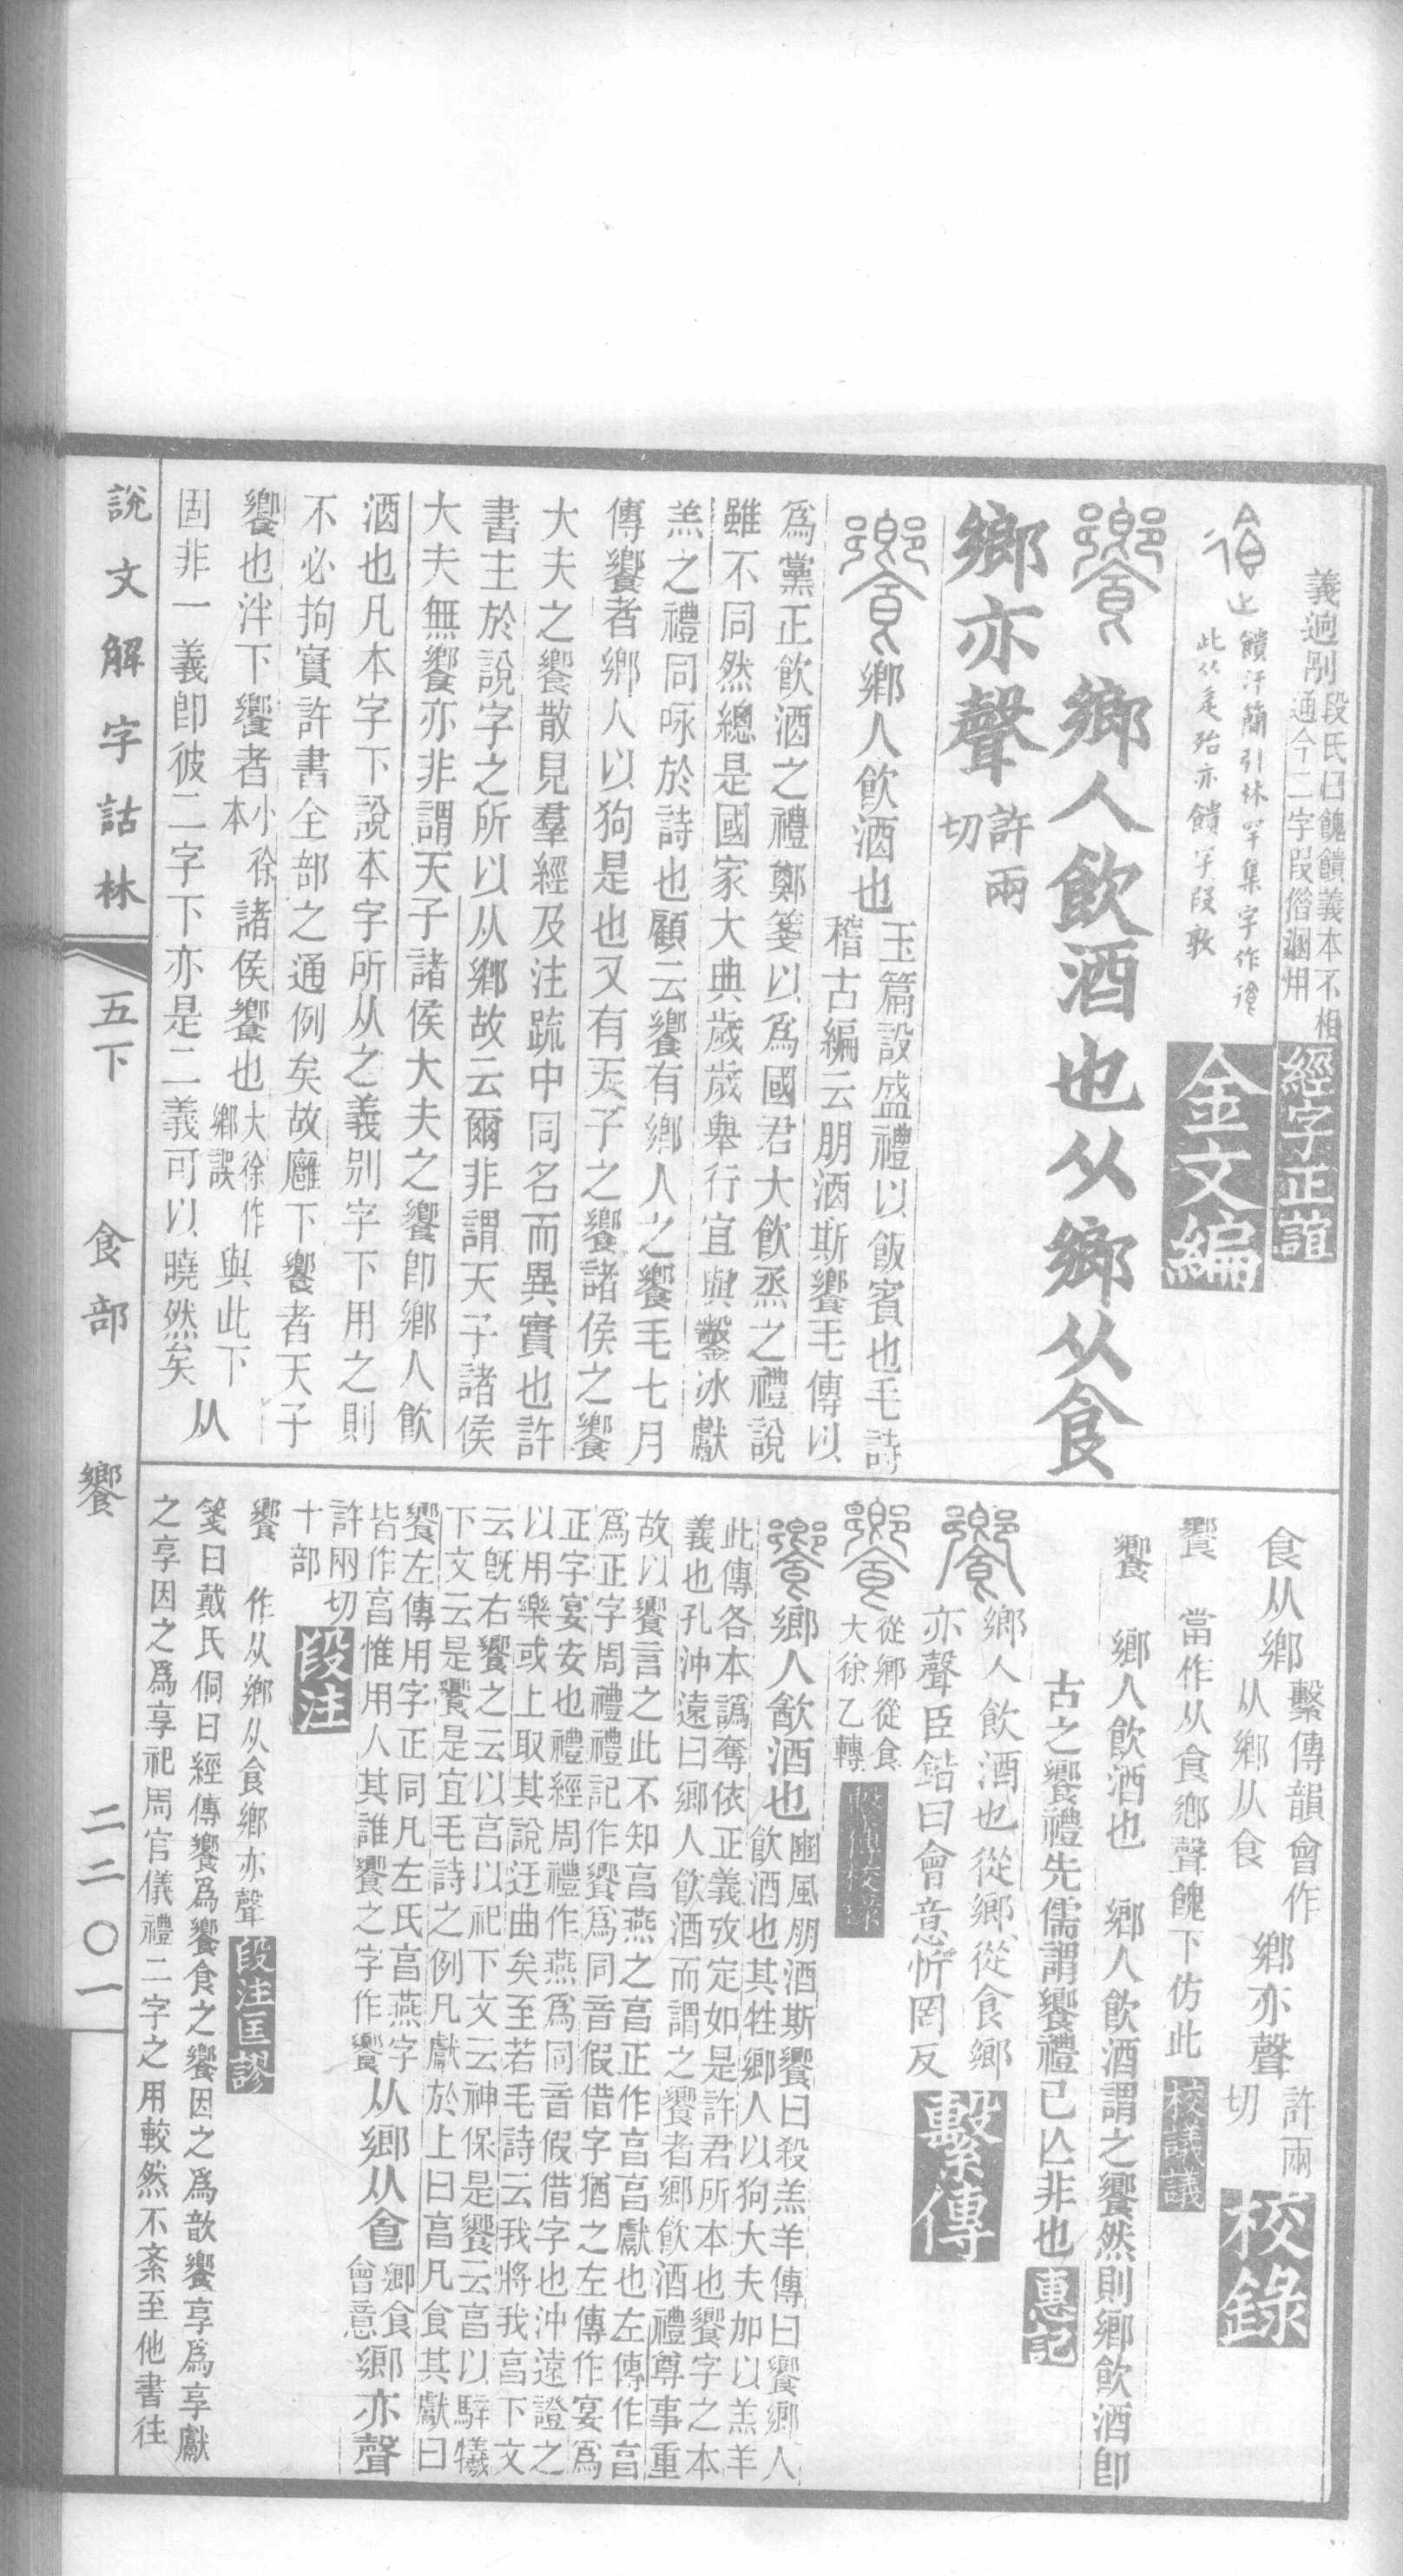 義迥別段氏曰餽饋義本不相
通今二字叚借溷用經字正誼
饋汗簡引林罕集字作
此从辵殆亦饋字叚敦金文編
鄉人飲酒也从鄉从食
鄉亦聲許兩
切
鄉人飲酒也玉篇設盛禮以飯賓也毛詩
稽古編云朋酒斯饗毛傳以
爲黨正飲酒之禮鄭箋以爲國君大飲烝之禮說
雖不同然總是國家大典歲歲舉行宜與鑿冰獻
羔之禮同咏於詩也顧云饗有鄉人之饗毛七月
傳饗者鄉人以狗是也又有天子之饗諸侯之饗
大夫之饗散見羣經及注疏中同名而異實也許
書主於說字之所以从鄉故云爾非謂天子諸侯
大夫無饗亦非謂天子諸侯大夫之饗卽鄉人飲
酒也凡本字下說本字所从之義別字下用之則
不必拘實許書全部之通例矣故廱下饗者天子
饗也泮下饗者小徐
本諸侯饗也大徐作
鄉誤與此下
固非一義卽彼二字下亦是二義可以曉然矣从
食从鄉繫傳韻會作
从鄉从食鄉亦聲許兩
切校錄
饗當作从食鄉聲餽下仿此校議議
饗鄉人飲酒也鄉人飲酒謂之饗然則鄉飲酒卽
古之饗禮先儒謂饗禮已亾非也惠記
鄉人飲酒也從鄉從食鄉
亦聲臣鍇曰會意忻罔反繫傳
從鄉從食
大徐乙轉
鄉人歠酒也豳風朋酒斯饗曰殺羔羊傳曰饗鄉人
飲酒也其牲鄉人以狗大夫加以羔羊
此傳各本譌奪依正義攷定如是許君所本也饗字之本
義也孔沖遠曰鄉人飲酒而謂之饗者鄉飲酒禮尊事重
故以饗言之此不知亯燕之亯正作亯亯獻也左傳作亯
爲正字周禮禮記作饗爲同音假借字猶之左傳作宴爲
正字宴安也禮經周禮作燕爲同音假借字也沖遠證之
以用樂或上取其說迂曲矣至若毛詩云我將我亯下文
云旣右饗之云以亯以祀下文云神保是饗云亯以騂犧
下文云是饗是宜毛詩之例凡獻於上曰亯凡食其獻曰
饗左傳用字正同凡左氏亯燕字
皆作亯惟用人其誰饗之字作饗从鄉从𠊊鄉食
會意鄉亦聲
許兩切
十部段注
饗作从鄉从食鄉亦聲段注匡謬
箋曰戴氏侗曰經傳饗爲饗食之饗因之爲歆饗享爲享獻
之享因之爲享祀周官儀禮二字之用較然不紊至他書往
說文解字詁林
五下
食部
饗
二二〇一